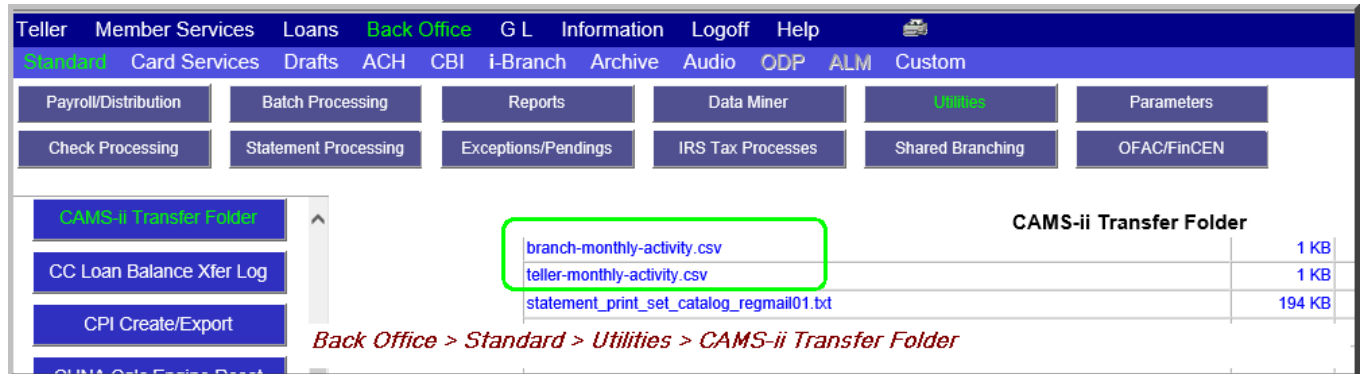 Teller Member Services Loans Back Office G L Information Logoff Help
Standard Card Services Drafts ACH CBI i-Branch Archive Audio ODP ALM Custom
Payroll/Distribution Batch Processing Reports Data Miner Utilities Parameters
Check Processing Statement Processing Exceptions/Pendings IRS Tax Processes Shared Branching OFAC/FinCEN
CAMS-ii Transfer Folder
CAMS-ii Transfer Folder
branch-monthly-activity.csv 1 KB
CC Loan Balance Xfer Log
teller-monthly-activity.csv 1 KB
statement_print_set_catalog_regmail01.txt 194 KB
CPI Create/Export
Back Office > Standard > Utilities > CAMS-ii Transfer Folder